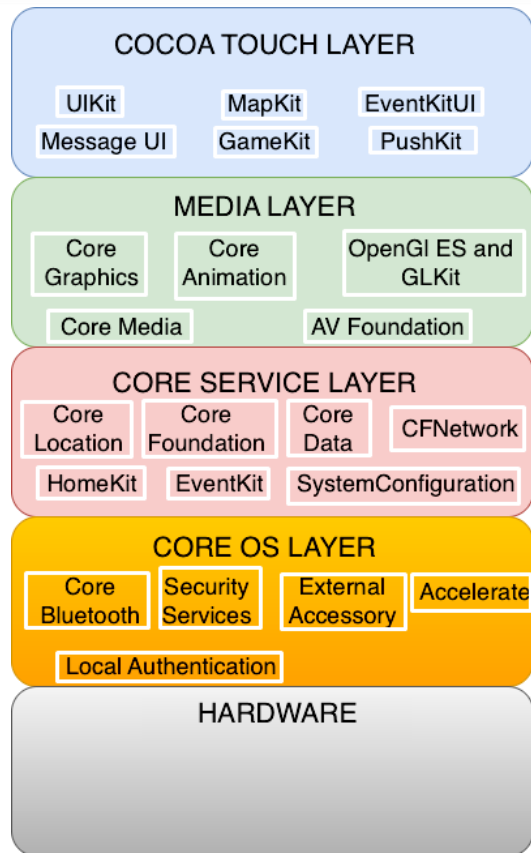 COCOA TOUCH LAYER
UIKit MapKit EventKitUI
Message UI GameKit PushKit
MEDIA LAYER
Core Graphics
Core Animation
OpenGl ES and GLKit
Core Media AV Foundation
CORE SERVICE LAYER
Core Location
Core Foundation
Core Data
CFNetwork
HomeKit EventKit SystemConfiguration
CORE OS LAYER
Core Bluetooth
Security Services
External Accessory
Accelerate
Local Authentication
HARDWARE